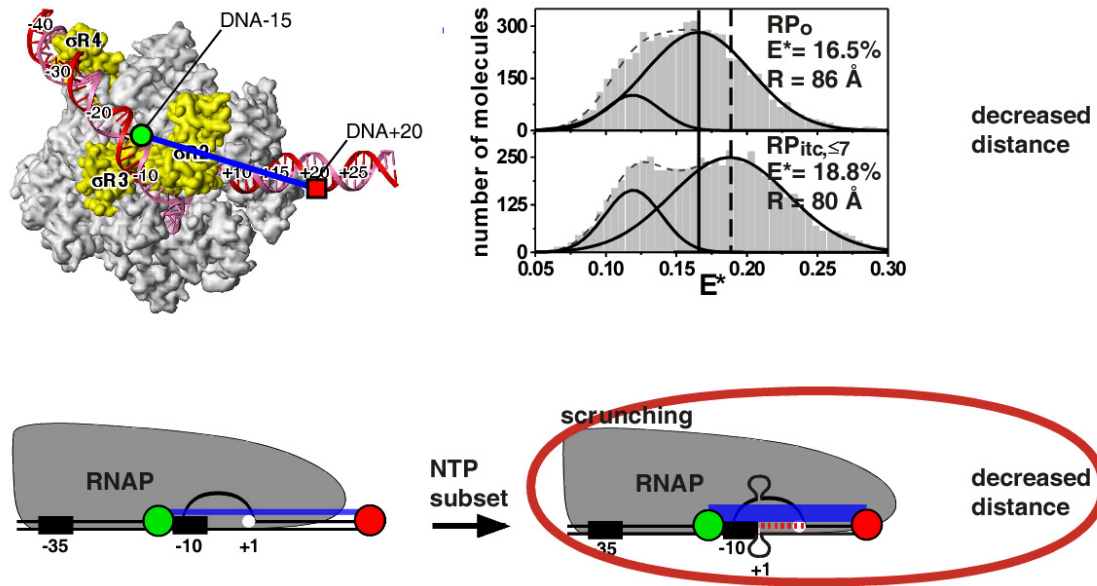 -40
σR4
-30
-20
DNA-15
DNA+20
σR2
σR3
-10
+10
+15
+20
+25
number of molecules
300
150
0
RPo
E*= 16.5%
R = 86 Å
250
125
0
RPitc,≤7
E*= 18.8%
R = 80 Å
0.05
0.10
0.15
0.20
0.25
0.30
E*
decreased
distance
RNAP
-35
-10
+1
NTP
subset
scrunching
RNAP
35
-10
+1
decreased
distance